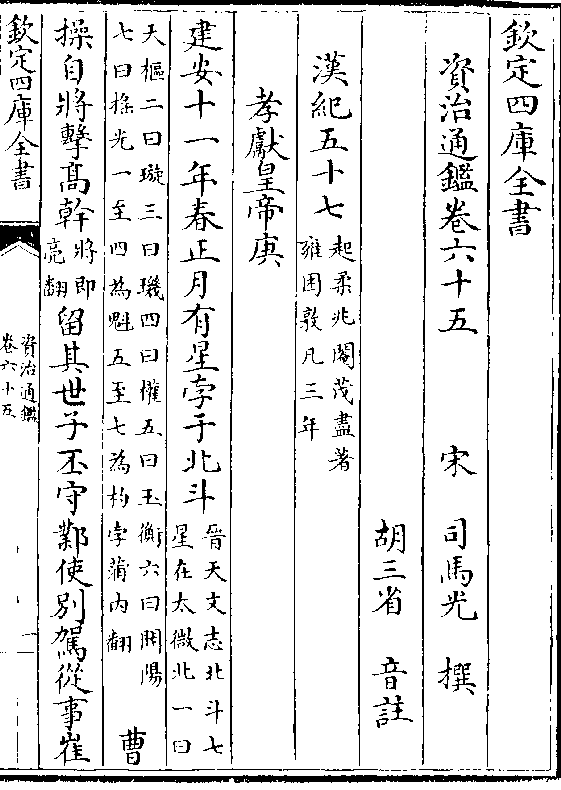 欽定四庫全書
資治通鑑卷六十五 宋 司馬光 撰
胡三省 音註
漢紀五十七 起柔兆閹茂盡著
雍困敦凡三年
孝獻皇帝庚
建安十一年春正月有星孛于北斗 晉天文志北斗七
星在太微北一曰
天樞二曰璇三曰璣四曰權五曰玉衡六曰開陽
七曰揺光一至四為魁五至七為杓孛蒲内翻 曹
操自將擊髙幹 將即
亮翻 留其世子丕守鄴使别駕從事崔
欽定四庫全書
資治通鑑
卷六十五
一